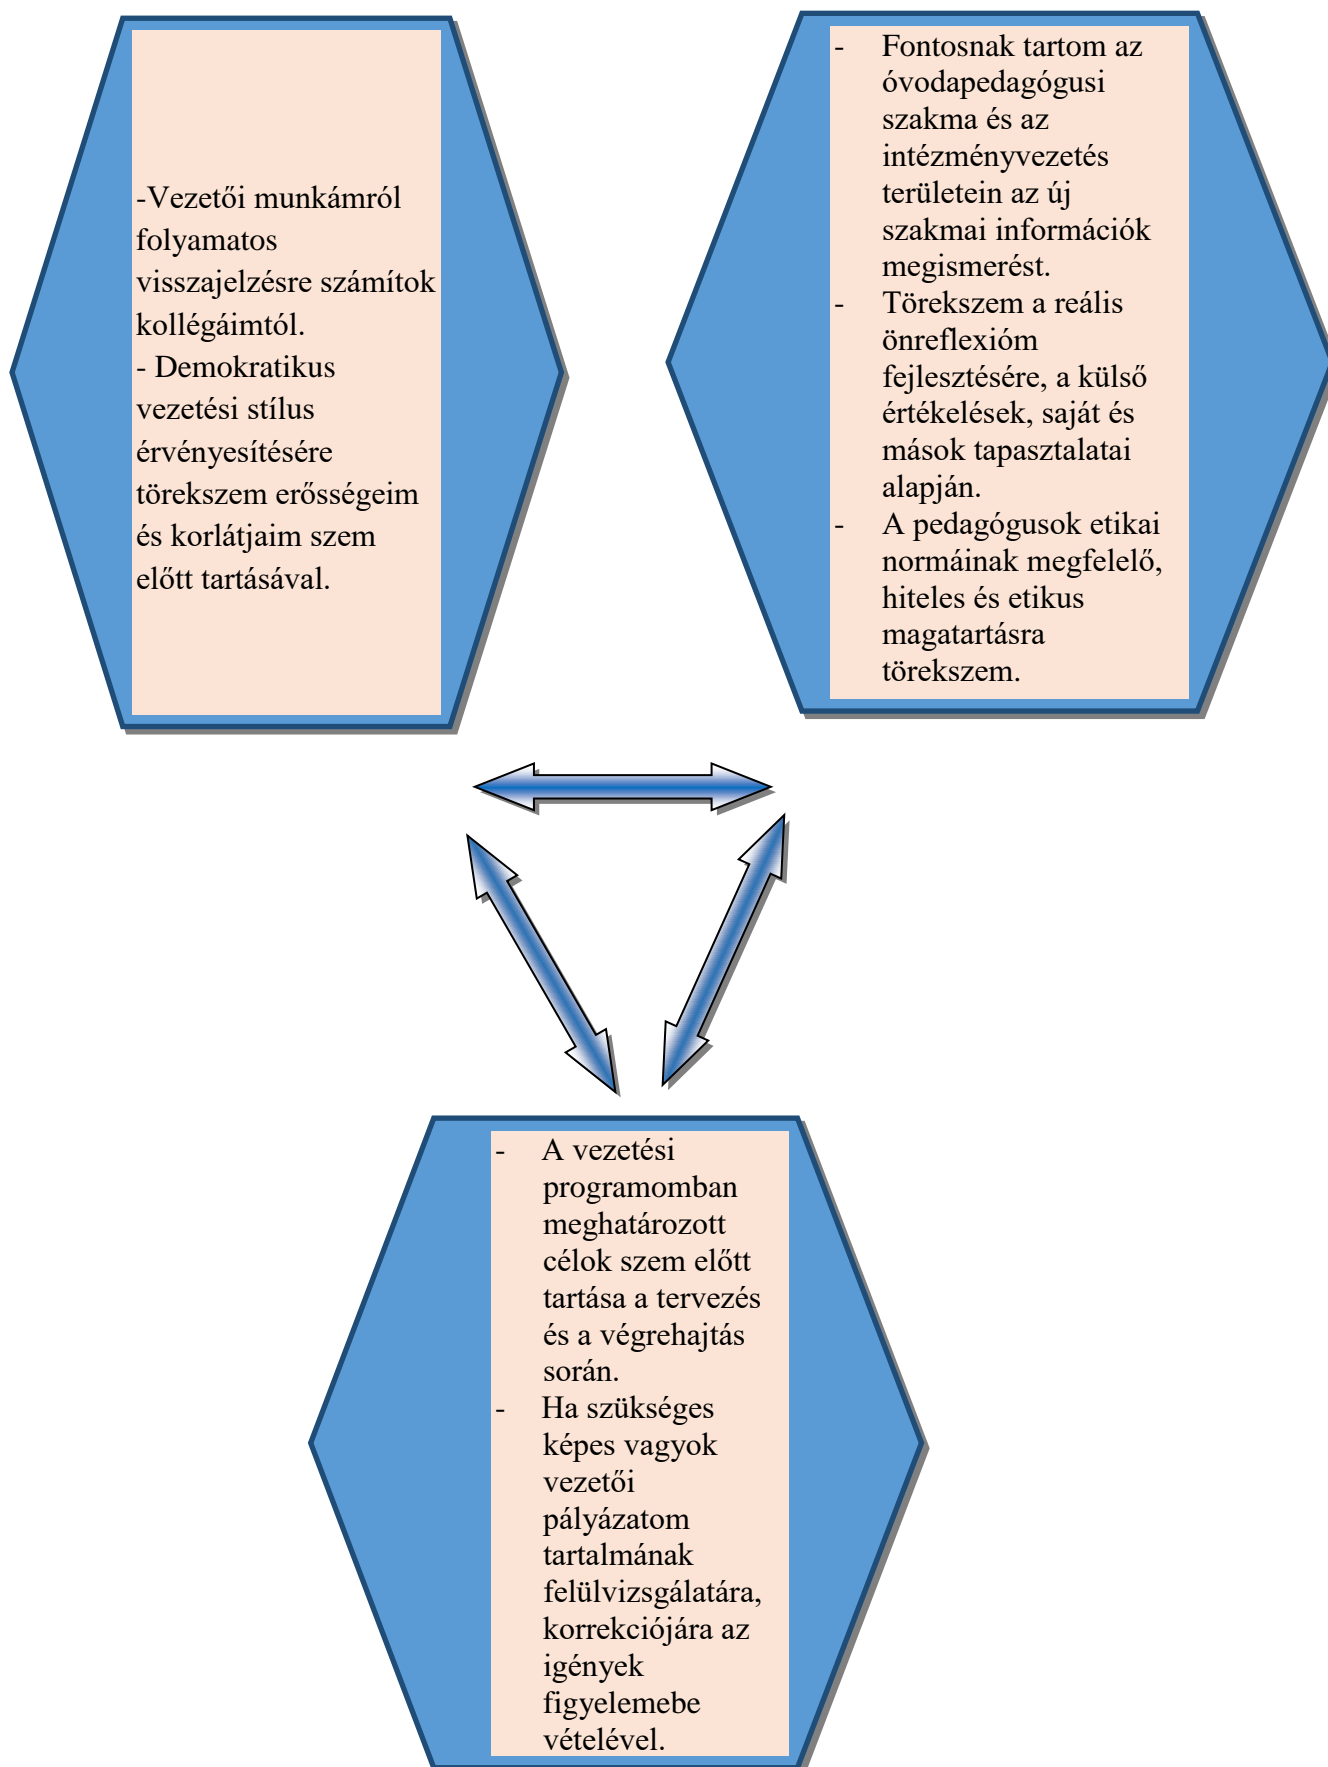 -Vezetői munkámról
folyamatos
visszajelzésre számítok
kollégáimtól.
- Demokratikus
vezetési stílus
érvényesítésére
törekszem erősségeim
és korlátjaim szem
előtt tartásával.
- Fontosnak tartom az
óvodapedagógusi
szakma és az
intézményvezetés
területein az új
szakmai információk
megismerést.
- Törekszem a reális
önreflexióm
fejlesztésére, a külső
értékelések, saját és
mások tapasztalatai
alapján.
- A pedagógusok etikai
normáinak megfelelő,
hiteles és etikus
magatartásra
törekszem.
- A vezetési
programomban
meghatározott
célok szem előtt
tartása a tervezés
és a végrehajtás
során.
- Ha szükséges
képes vagyok
vezetői
pályázatom
tartalmának
felülvizsgálatára,
korrekciójára az
igények
figyelemebe
vételével.